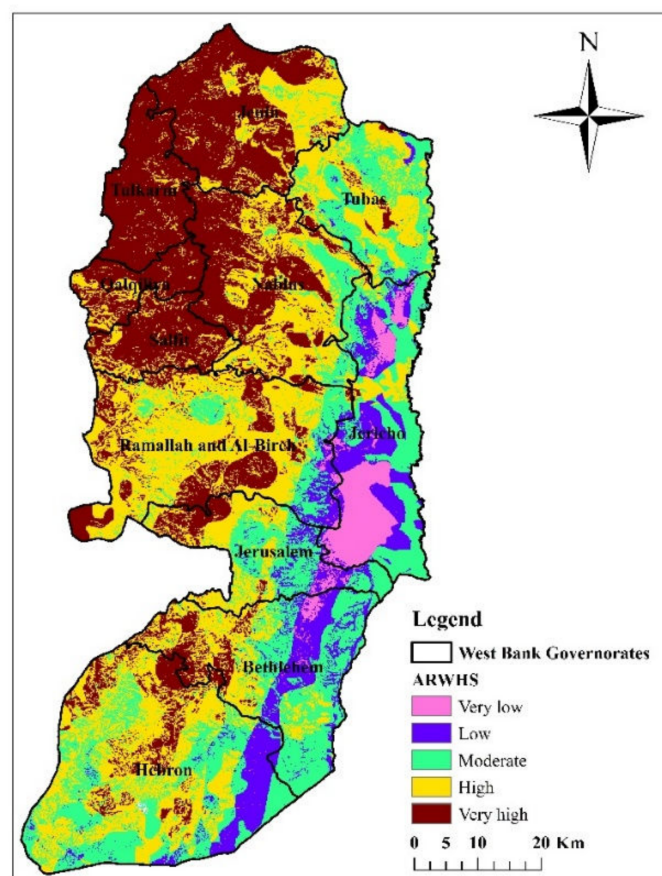 N
Jenin
Tulkarm
Tubas
Qalqilya
Nablus
Salfit
Ramallah and Al-Bireh
Jericho
Jerusalem
Bethlehem
Hebron
Legend
West Bank Governorates
ARWHS
Very low
Low
Moderate
High
Very high
0 5 10 20 Km